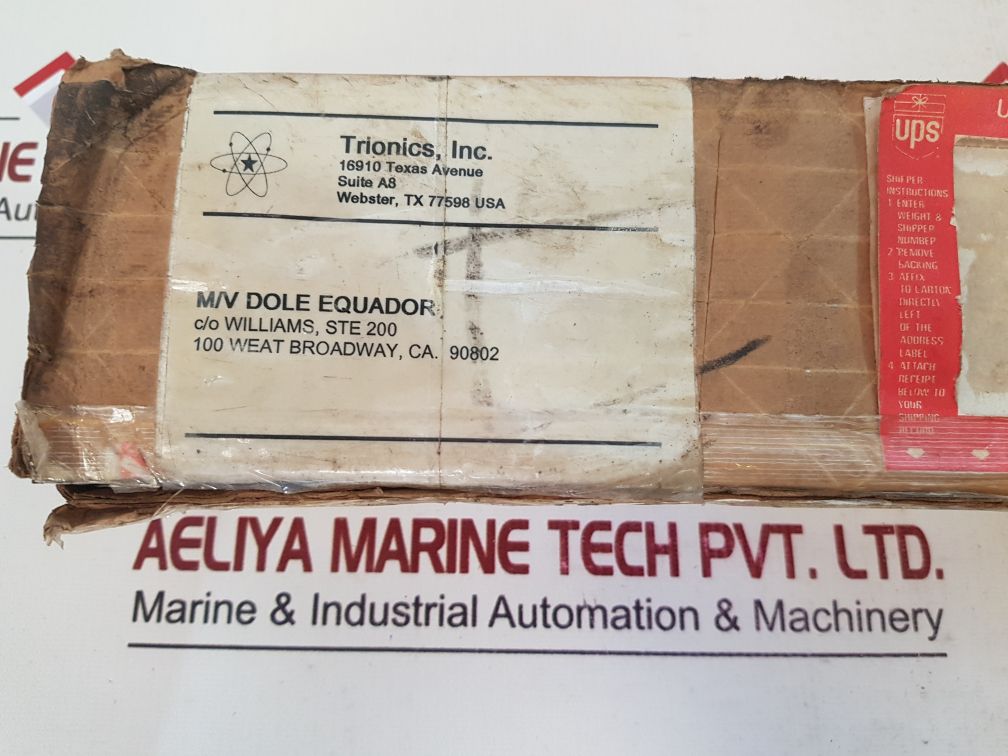 Trionics, Inc.
16910 Texas Avenue
Suite A8
Webster, TX 77598 USA
M/V DOLE EQUADOR
c/o WILLIAMS, STE 200
100 WEAT BROADWAY, CA. 90802
ups
SHIPPER
INSTRUCTIONS
1 ENTER
WEIGHT &
SHIPPER
NUMBER
2 REMOVE
BACKING
3 AFFIX
TO CARTON
DIRECTLY
LEFT
OF THE
ADDRESS
LABEL
4 ATTACH
RECEIPT
BELOW TO
YOUR
SHIPPING
RECORD
AELIYA MARINE TECH PVT. LTD.
Marine & Industrial Automation & Machinery